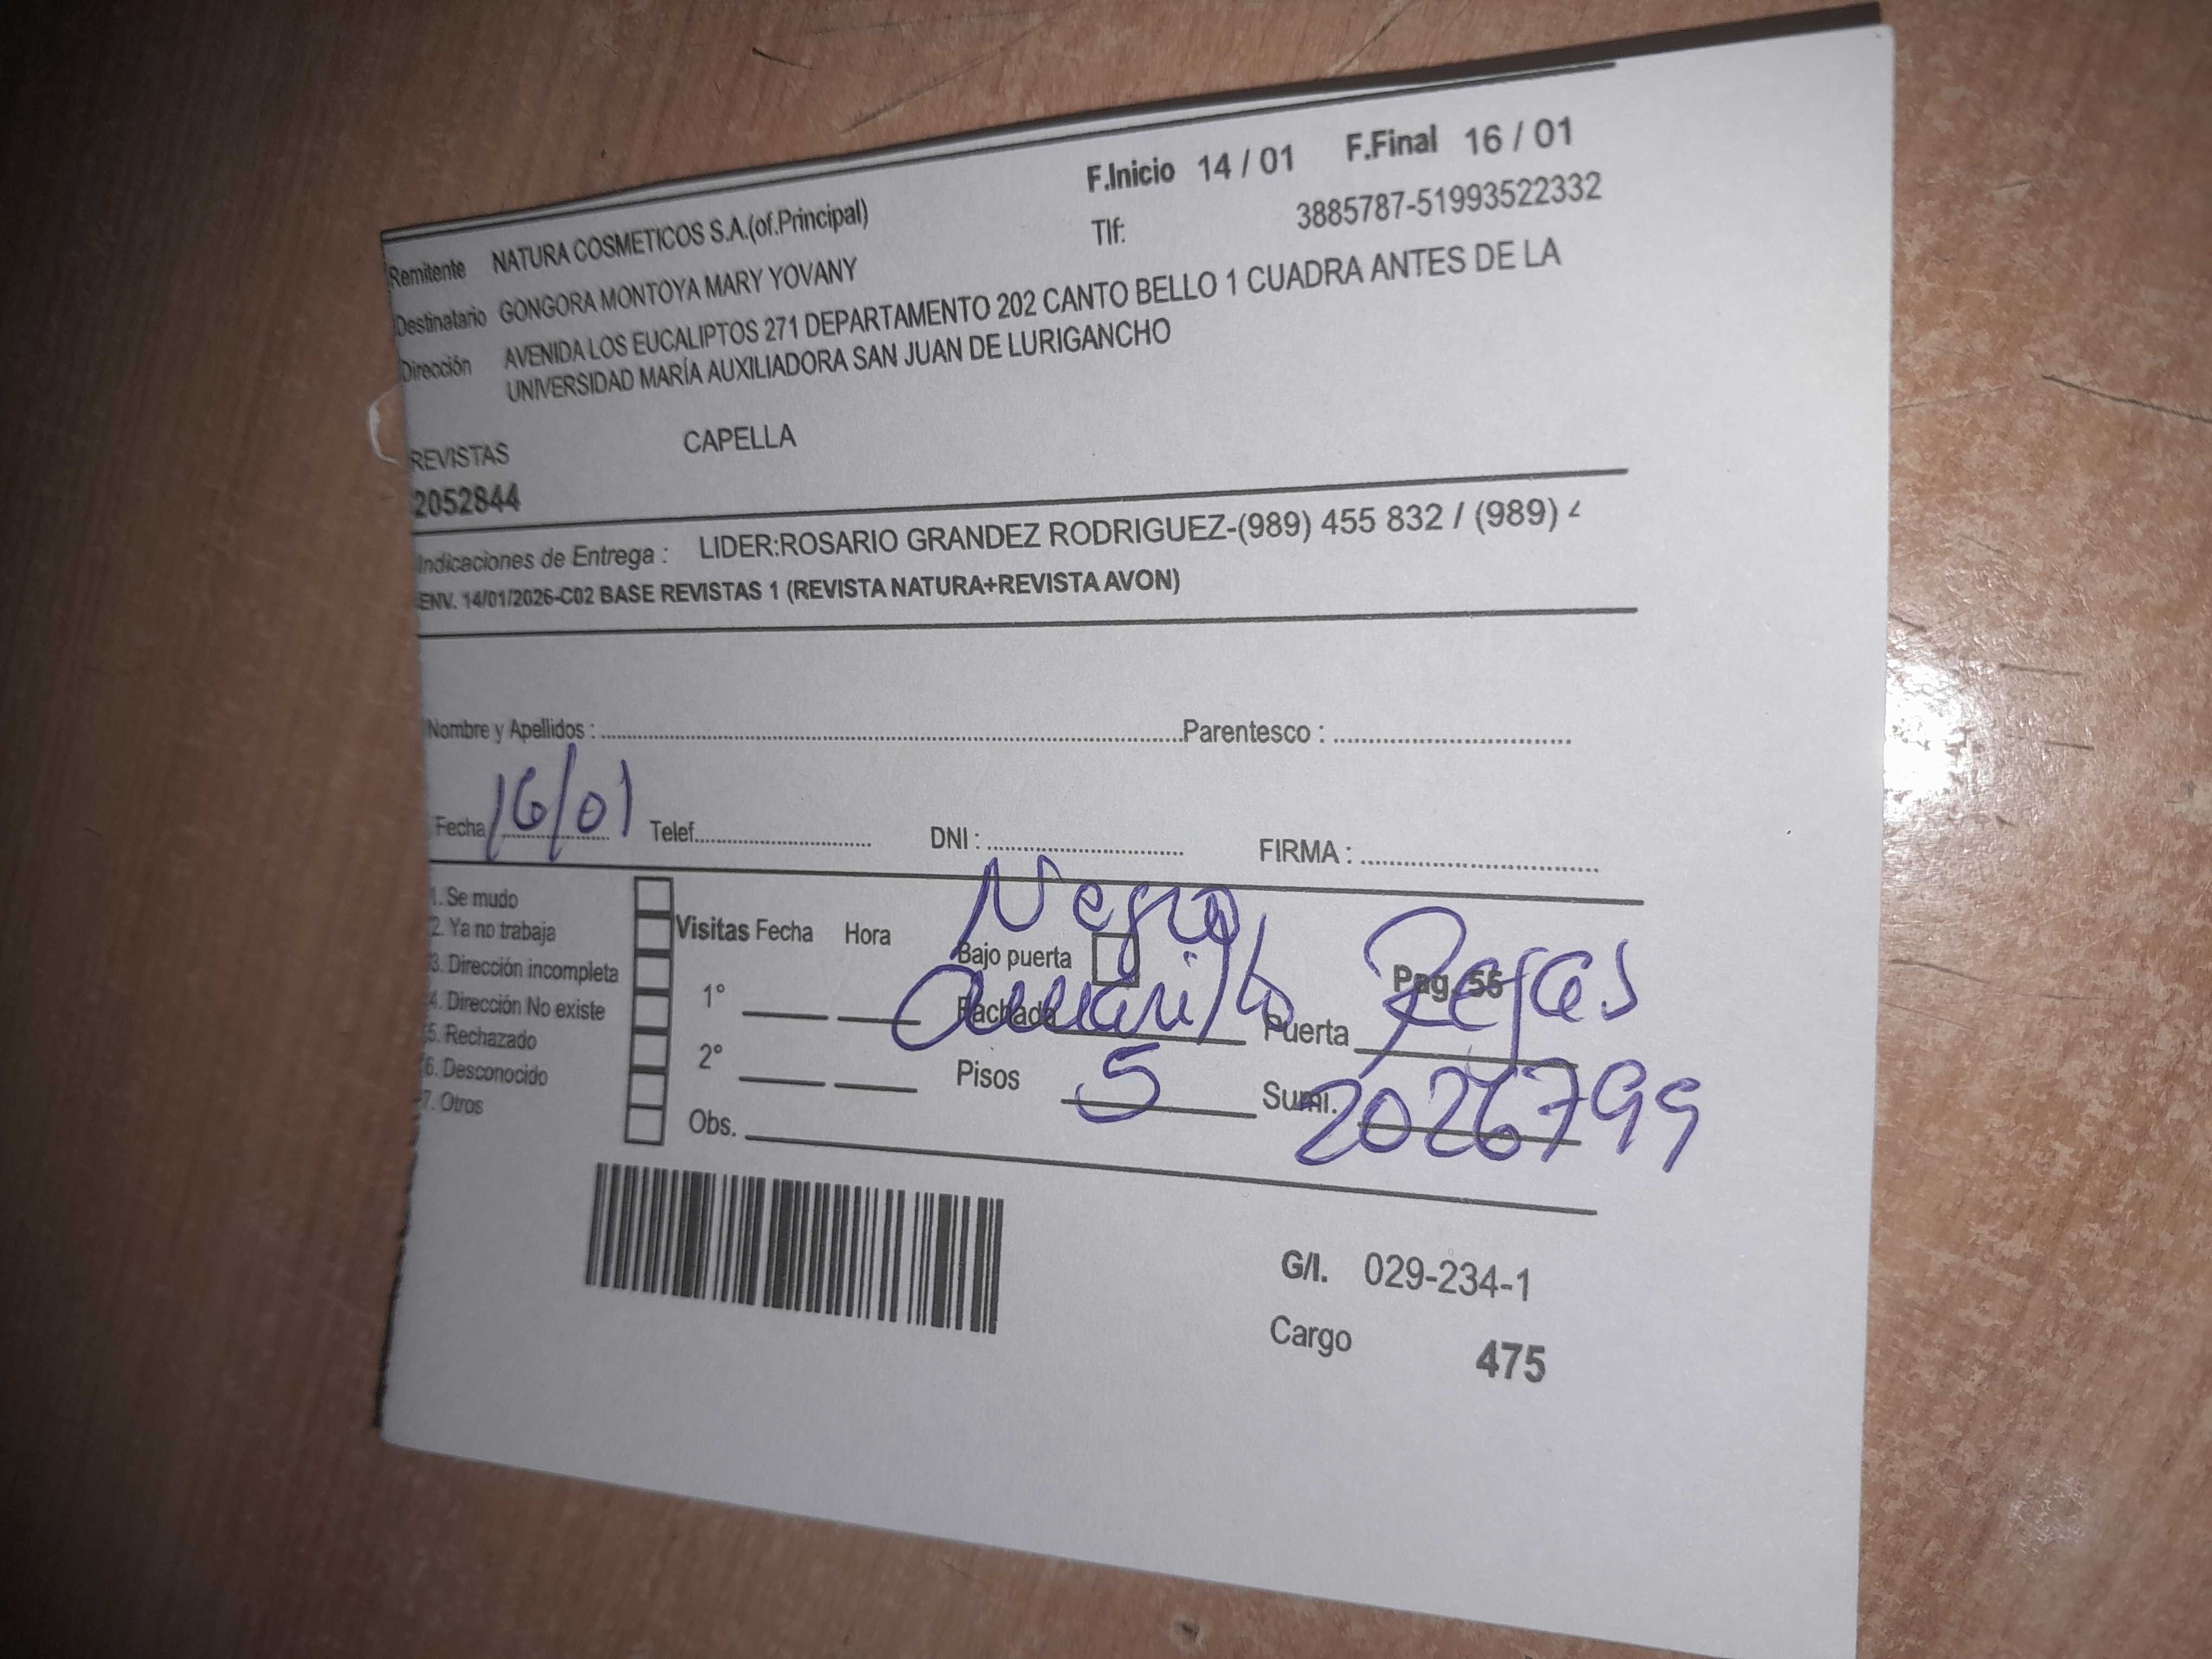 F.Inicio 14 / 01 F.Final 16 / 01
Remitente NATURA COSMETICOS S.A.(of.Principal) Tlf: 3885787-51993522332
Destinatario GONGORA MONTOYA MARY YOVANY
Dirección AVENIDA LOS EUCALIPTOS 271 DEPARTAMENTO 202 CANTO BELLO 1 CUADRA ANTES DE LA
UNIVERSIDAD MARÍA AUXILIADORA SAN JUAN DE LURIGANCHO
REVISTAS CAPELLA
2052844
Indicaciones de Entrega : LIDER:ROSARIO GRANDEZ RODRIGUEZ-(989) 455 832 / (989)
ENV. 14/01/2026-C02 BASE REVISTAS 1 (REVISTA NATURA+REVISTA AVON)
Nombre y Apellidos : Parentesco :
Fecha 16/01 Telef. DNI : FIRMA :
1. Se mudo
2. Ya no trabaja
3. Dirección incompleta
4. Dirección No existe
5. Rechazado
6. Desconocido
7. Otros
Visitas Fecha Hora
1°
2°
Obs.
Negro
Bajo puerta Pag. 55
Fachada amarillo Puerta Rejas
Pisos 5 Sumi. 2026799
G/I. 029-234-1
Cargo 475